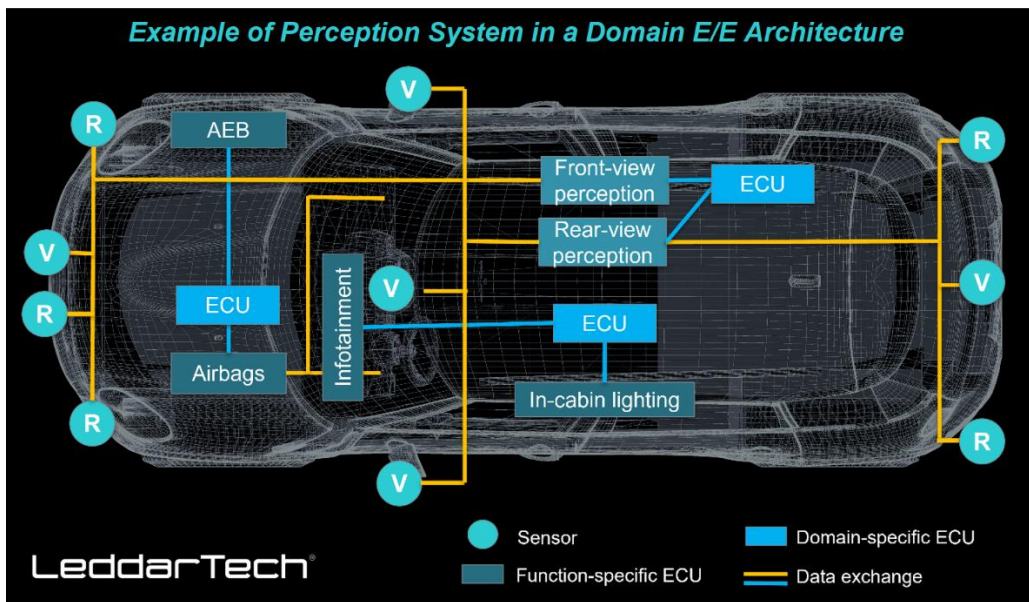 Example of Perception System in a Domain E/E Architecture
V
R
AEB
R
Front-view
perception
ECU
Rear-view
perception
V
V
V
ECU
R
ECU
Infotainment
Airbags
In-cabin lighting
R
R
V
Sensor
Domain-specific ECU
LeddarTech®
Function-specific ECU
Data exchange